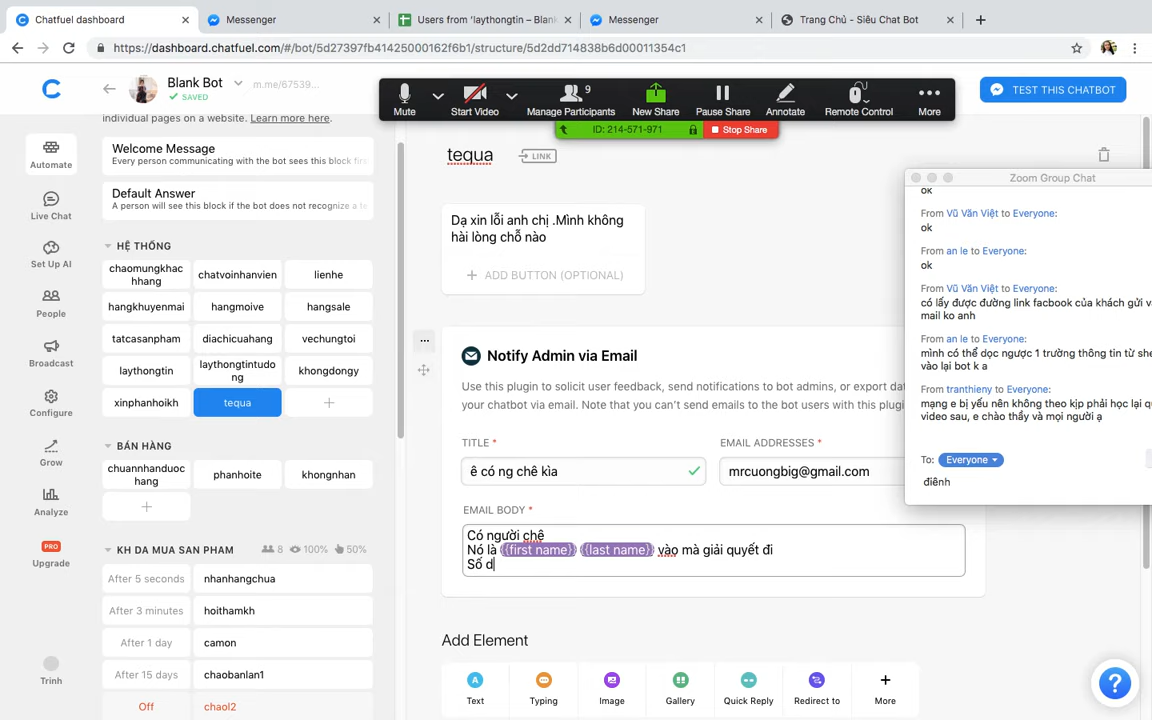 Chatfuel dashboard
Messenger
Users from 'laythongtin – Blank
Messenger
Trang Chủ - Siêu Chat Bot
https://dashboard.chatfuel.com/#/bot/5d27397fb41425000162f6b1/structure/5d2dd714838b6d00011354c1
Blank Bot
SAVED
m.me/67539...
individual pages on a website. Learn more here.
Mute
Start Video
9
Manage Participants
New Share
Pause Share
Annotate
Remote Control
More
ID: 214-571-971
Stop Share
TEST THIS CHATBOT
Automate
Live Chat
Set Up AI
People
Broadcast
Configure
Grow
Analyze
PRO
Upgrade
Trinh
Welcome Message
Every person communicating with the bot sees this block first
Default Answer
A person will see this block if the bot does not recognize a te
HỆ THỐNG
chaomungkhac
hhang
chatvoinhanvien
lienhe
hangkhuyenmai
hangmoive
hangsale
tatcasanpham
diachicuahang
vechungtoi
laythongtin
laythongtintudo
ng
khongdongy
xinphanhoikh
tequa
BÁN HÀNG
chuannhanduoc
hang
phanhoite
khongnhan
KH DA MUA SAN PHAM
8
100%
50%
After 5 seconds
nhanhangchua
After 3 minutes
hoithamkh
After 1 day
camon
After 15 days
chaobanlan1
Off
chaol2
tequa
LINK
Dạ xin lỗi anh chị .Mình không
hài lòng chỗ nào
ADD BUTTON (OPTIONAL)
Notify Admin via Email
Use this plugin to solicit user feedback, send notifications to bot admins, or export dat
your chatbot via email. Note that you can't send emails to the bot users with this plugi
TITLE *
ê có ng chê kìa
EMAIL ADDRESSES *
mrcuongbig@gmail.com
EMAIL BODY *
Có người chê
Nó là {{first name}} {{last name}} vào mà giải quyết đi
Số d
Add Element
Text
Typing
Image
Gallery
Quick Reply
Redirect to
More
Zoom Group Chat
ok
From Vũ Văn Việt to Everyone:
ok
From an le to Everyone:
ok
From Vũ Văn Việt to Everyone:
có lấy được đường link facbook của khách gửi v
mail ko anh
From an le to Everyone:
mình có thể dọc ngược 1 trường thông tin từ she
vào lại bot k a
From tranthieny to Everyone:
mạng e bị yếu nên không theo kịp phải học lại q
video sau, e chào thầy và mọi người ạ
To: Everyone
điênh
?